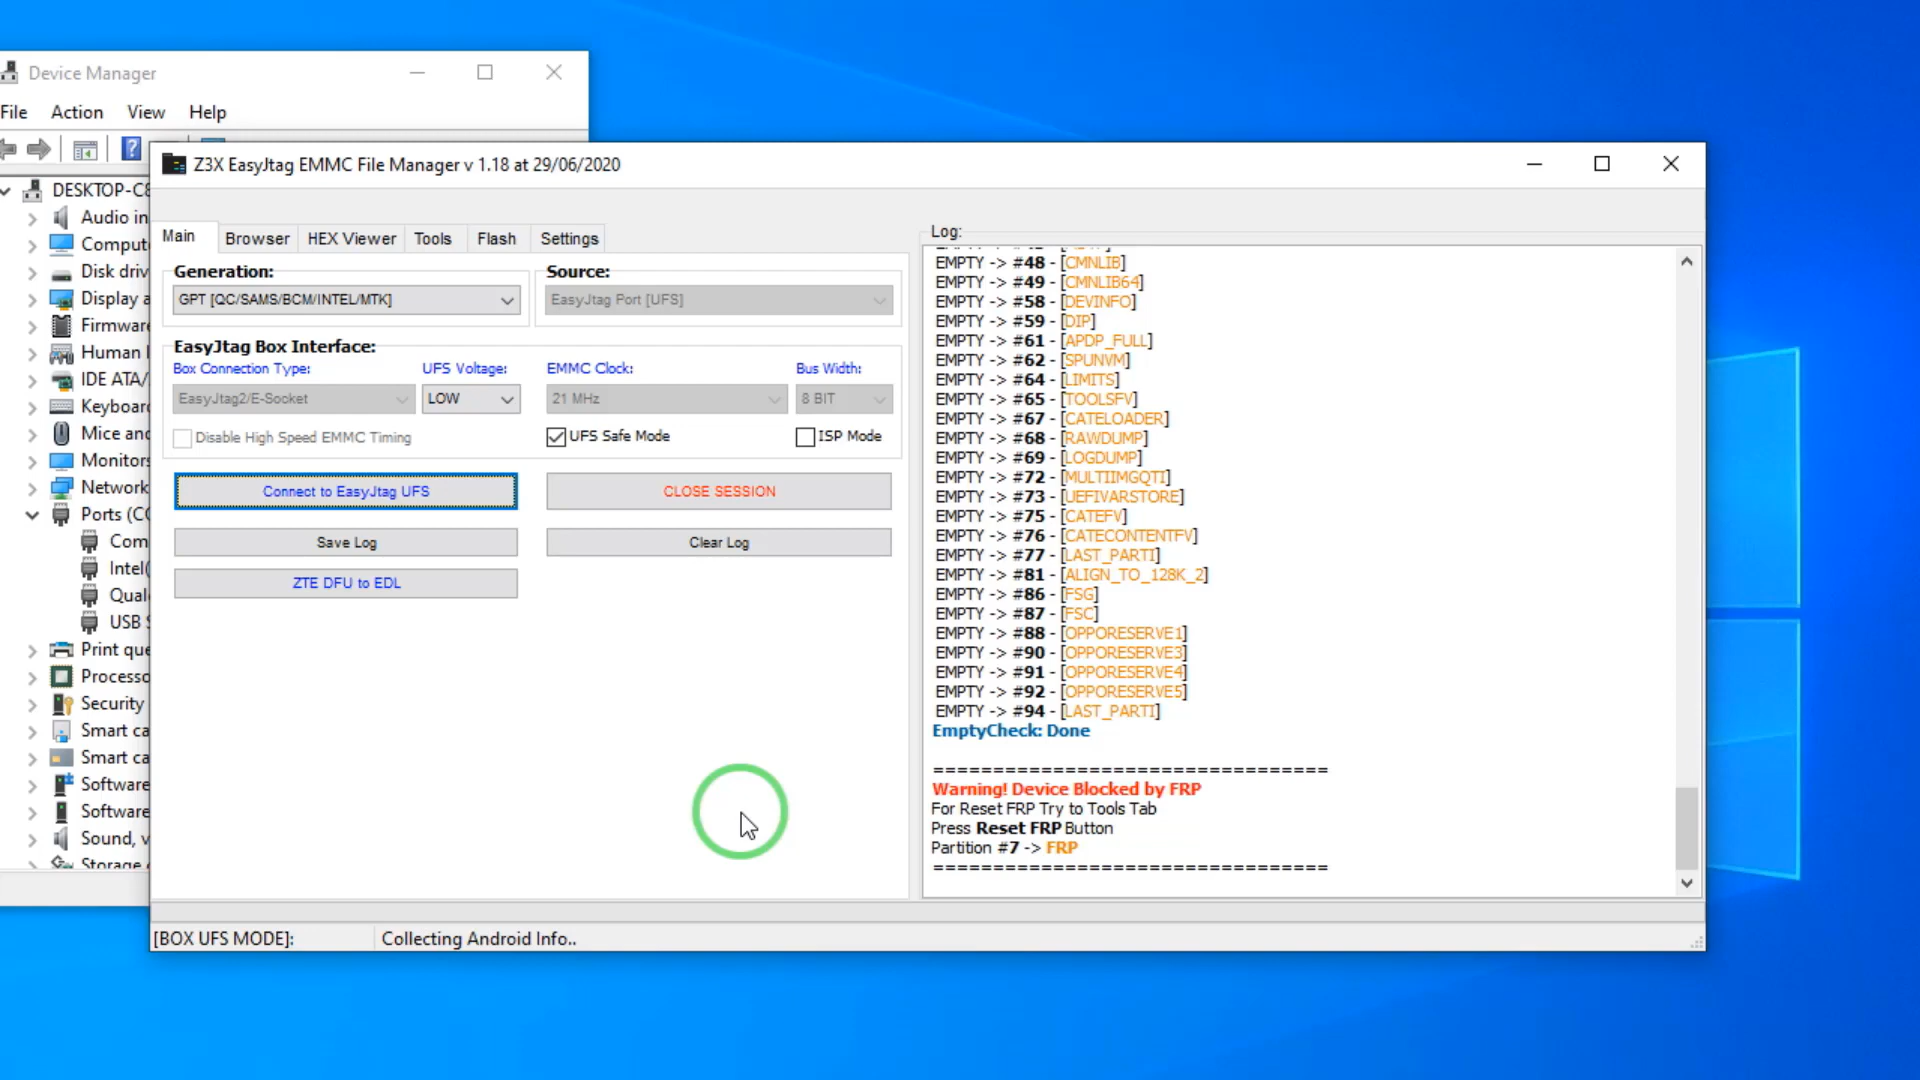 Device Manager
File Action View Help
Z3X EasyJtag EMMC File Manager v 1.18 at 29/06/2020
DESKTOP-C8
Audio in
Compute
Disk driv
Display a
Firmware
Human I
IDE ATA/
Keyboard
Mice and
Monitors
Network
Ports (CO
Com
Intel(
Qual
USB S
Print que
Processo
Security
Smart ca
Smart ca
Software
Software
Sound, v
Storage
Main Browser HEX Viewer Tools Flash Settings
Generation:
GPT [QC/SAMS/BCM/INTEL/MTK]
Source:
EasyJtag Port [UFS]
EasyJtag Box Interface:
Box Connection Type: UFS Voltage: EMMC Clock: Bus Width:
EasyJtag2/E-Socket LOW 21 MHz 8 BIT
Disable High Speed EMMC Timing UFS Safe Mode ISP Mode
Connect to EasyJtag UFS CLOSE SESSION
Save Log Clear Log
ZTE DFU to EDL
Log:
EMPTY -> #48 - [CMNLIB]
EMPTY -> #49 - [CMNLIB64]
EMPTY -> #58 - [DEVINFO]
EMPTY -> #59 - [DIP]
EMPTY -> #61 - [APDP_FULL]
EMPTY -> #62 - [SPUNVM]
EMPTY -> #64 - [LIMITS]
EMPTY -> #65 - [TOOLSFV]
EMPTY -> #67 - [CATELOADER]
EMPTY -> #68 - [RAWDUMP]
EMPTY -> #69 - [LOGDUMP]
EMPTY -> #72 - [MULTIIMGQTI]
EMPTY -> #73 - [UEFIVARSTORE]
EMPTY -> #75 - [CATEFV]
EMPTY -> #76 - [CATECONTENTFV]
EMPTY -> #77 - [LAST_PARTI]
EMPTY -> #81 - [ALIGN_TO_128K_2]
EMPTY -> #86 - [FSG]
EMPTY -> #87 - [FSC]
EMPTY -> #88 - [OPPORESERVE1]
EMPTY -> #90 - [OPPORESERVE3]
EMPTY -> #91 - [OPPORESERVE4]
EMPTY -> #92 - [OPPORESERVE5]
EMPTY -> #94 - [LAST_PARTI]
EmptyCheck: Done
=================================
Warning! Device Blocked by FRP
For Reset FRP Try to Tools Tab
Press Reset FRP Button
Partition #7 -> FRP
=================================
[BOX UFS MODE]: Collecting Android Info..